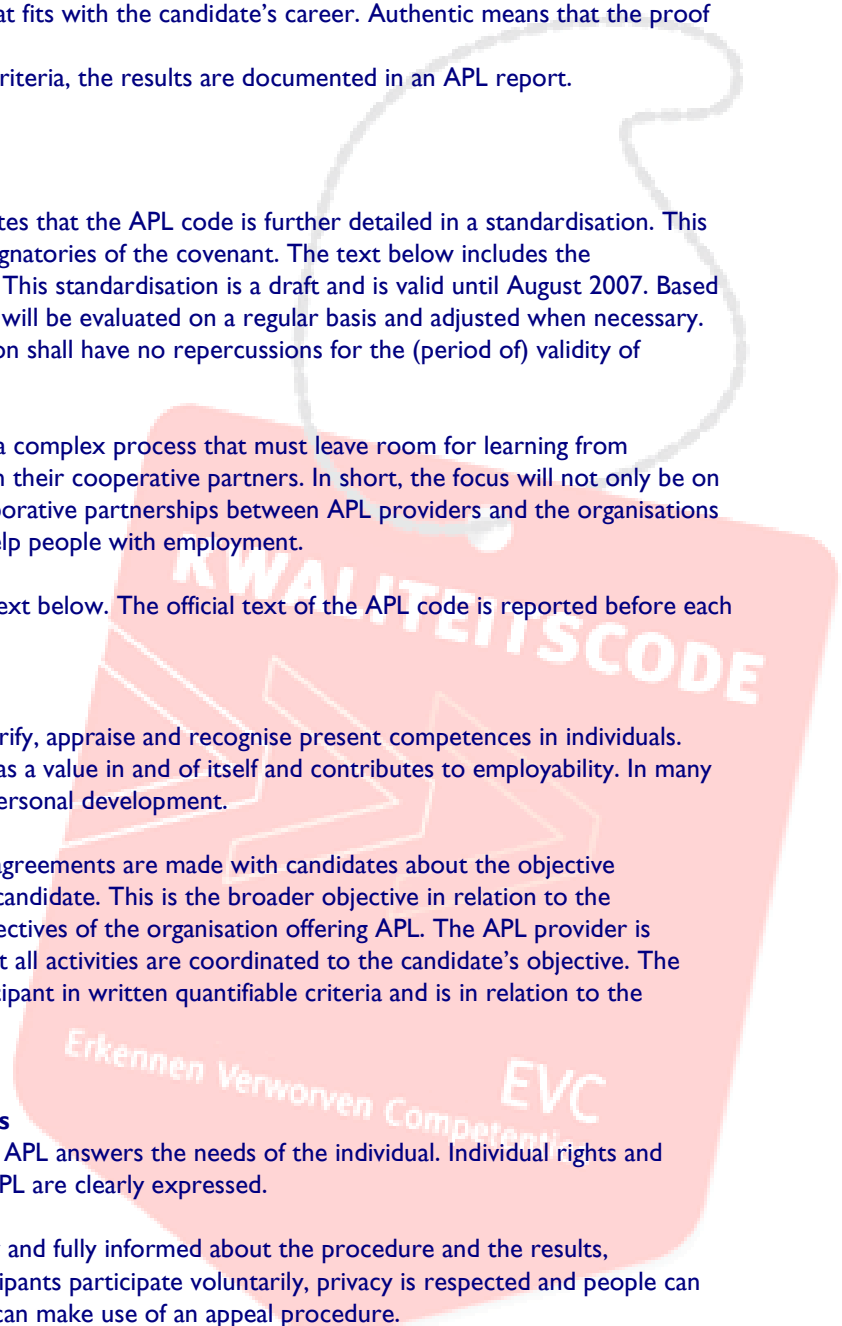 at fits with the candidate's career. Authentic means that the proof
riteria, the results are documented in an APL report.
tes that the APL code is further detailed in a standardisation. This
gnatories of the covenant. The text below includes the
This standardisation is a draft and is valid until August 2007. Based
will be evaluated on a regular basis and adjusted when necessary.
on shall have no repercussions for the (period of) validity of
a complex process that must leave room for learning from
n their cooperative partners. In short, the focus will not only be on
orative partnerships between APL providers and the organisations
elp people with employment.
KWALITEITSCODE
ext below. The official text of the APL code is reported before each
rify, appraise and recognise present competences in individuals.
as a value in and of itself and contributes to employability. In many
ersonal development.
agreements are made with candidates about the objective
candidate. This is the broader objective in relation to the
ectives of the organisation offering APL. The APL provider is
t all activities are coordinated to the candidate's objective. The
cipant in written quantifiable criteria and is in relation to the
EVC
Erkennen Verworven Competenties
s
APL answers the needs of the individual. Individual rights and
PL are clearly expressed.
and fully informed about the procedure and the results,
ipants participate voluntarily, privacy is respected and people can
can make use of an appeal procedure.